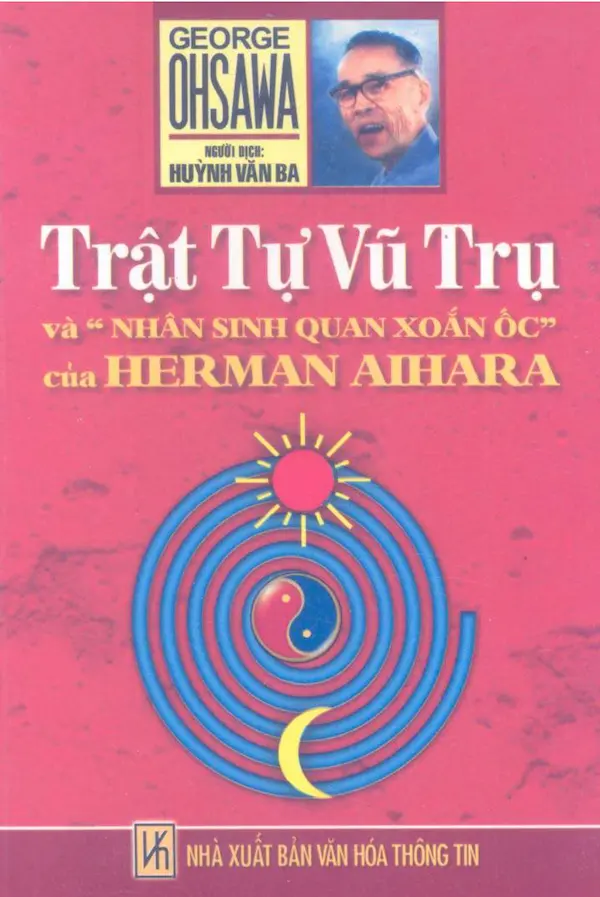 GEORGE
OHSAWA
NGƯỜI DỊCH:
HUỲNH VĂN BA
Trật Tự Vũ Trụ
và “ NHÂN SINH QUAN XOẮN ỐC”
của HERMAN AIHARA
NHÀ XUẤT BẢN VĂN HÓA THÔNG TIN